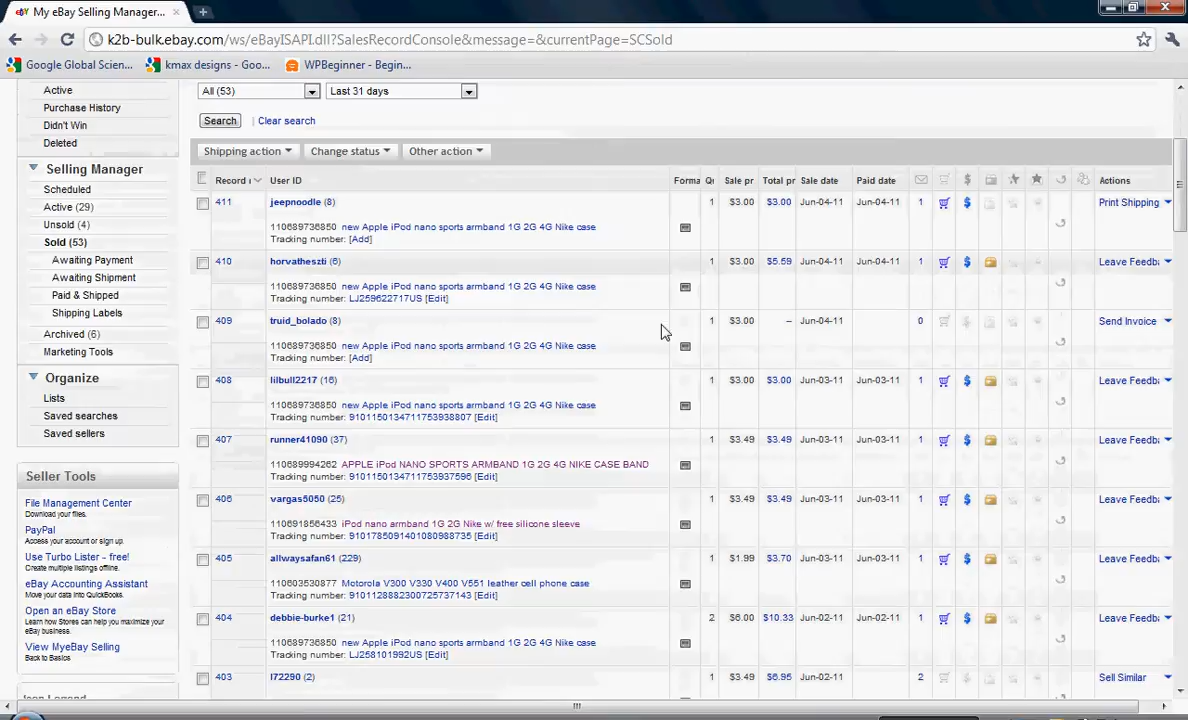 My eBay Selling Manager...
k2b-bulk.ebay.com/ws/eBayISAPI.dll?SalesRecordConsole&message=&currentPage=SCSold
Google Global Scien... kmax designs - Goo... WPBeginner - Begin...
Active
Purchase History
Didn't Win
Deleted
Selling Manager
Scheduled
Active (29)
Unsold (4)
Sold (53)
Awaiting Payment
Awaiting Shipment
Paid & Shipped
Shipping Labels
Archived (6)
Marketing Tools
Organize
Lists
Saved searches
Saved sellers
Seller Tools
File Management Center
Download your files.
PayPal
Access your account or sign up.
Use Turbo Lister - free!
Create multiple listings offline.
eBay Accounting Assistant
Move your data into QuickBooks.
Open an eBay Store
Learn how Stores can help you maximize your eBay business.
View MyeBay Selling
Back to Basics
Icon Legend
All (53) Last 31 days
Search Clear search
Shipping action Change status Other action
Record User ID Forma Qu Sale pr Total pr Sale date Paid date $ Actions
411 jeepnoodle (8) 1 $3.00 $3.00 Jun-04-11 Jun-04-11 1 $ Print Shipping
110689736850 new Apple iPod nano sports armband 1G 2G 4G Nike case
Tracking number: [Add]
410 horvatheszti (6) 1 $3.00 $5.59 Jun-04-11 Jun-04-11 1 $ Leave Feedba
110689736850 new Apple iPod nano sports armband 1G 2G 4G Nike case
Tracking number: LJ259622717US [Edit]
409 truid_bolado (8) 1 $3.00 – Jun-04-11 0 $ Send Invoice
110689736850 new Apple iPod nano sports armband 1G 2G 4G Nike case
Tracking number: [Add]
408 lilbull2217 (16) 1 $3.00 $3.00 Jun-03-11 Jun-03-11 1 $ Leave Feedba
110689736850 new Apple iPod nano sports armband 1G 2G 4G Nike case
Tracking number: 9101150134711753938807 [Edit]
407 runner41090 (37) 1 $3.49 $3.49 Jun-03-11 Jun-03-11 1 $ Leave Feedba
110689994262 APPLE iPod NANO SPORTS ARMBAND 1G 2G 4G NIKE CASE BAND
Tracking number: 9101150134711753937596 [Edit]
406 vargas5050 (25) 1 $3.49 $3.49 Jun-03-11 Jun-03-11 1 $ Leave Feedba
110691856433 iPod nano armband 1G 2G Nike w/ free silicone sleeve
Tracking number: 9101785091401080988735 [Edit]
405 allwaysafan61 (229) 1 $1.99 $3.70 Jun-03-11 Jun-03-11 1 $ Leave Feedba
110603530877 Motorola V300 V330 V400 V551 leather cell phone case
Tracking number: 9101128882300725737143 [Edit]
404 debbie-burke1 (21) 2 $6.00 $10.33 Jun-02-11 Jun-02-11 1 $ Leave Feedba
110689736850 new Apple iPod nano sports armband 1G 2G 4G Nike case
Tracking number: LJ258101992US [Edit]
403 l72290 (2) 1 $3.49 $6.95 Jun-02-11 2 $ Sell Similar